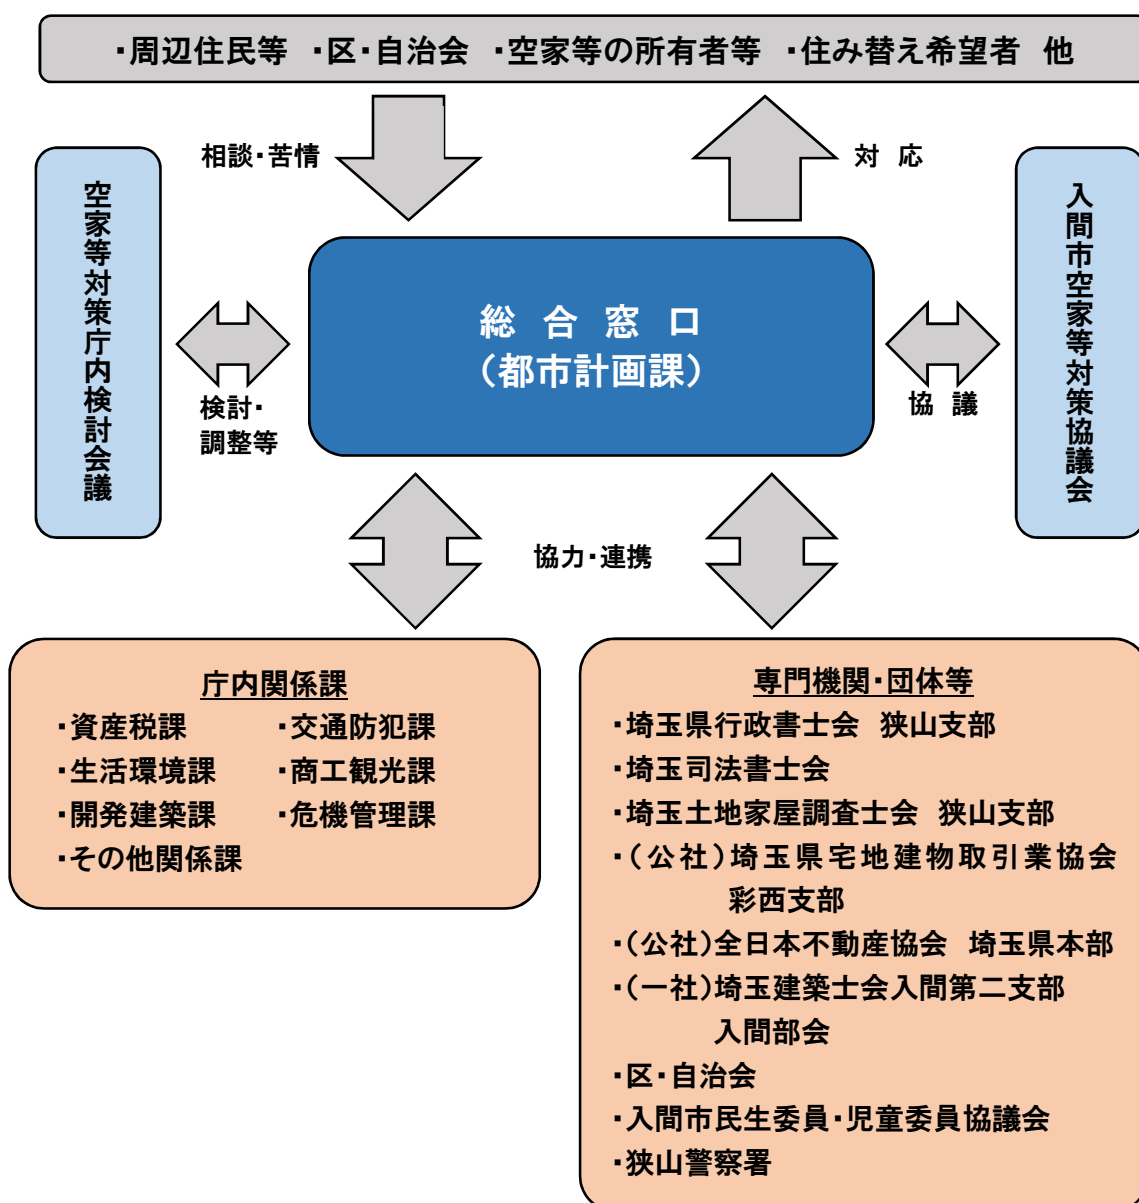 ・周辺住民等 ・区・自治会 ・空家等の所有者等 ・住み替え希望者 他
相談・苦情
対 応
空家等対策庁内検討会議
総 合 窓 口
（都市計画課）
入間市空家等対策協議会
検討・
調整等
協 議
協力・連携
庁内関係課
・資産税課 ・交通防犯課
・生活環境課 ・商工観光課
・開発建築課 ・危機管理課
・その他関係課
専門機関・団体等
・埼玉県行政書士会 狭山支部
・埼玉司法書士会
・埼玉土地家屋調査士会 狭山支部
・（公社）埼玉県宅地建物取引業協会
彩西支部
・（公社）全日本不動産協会 埼玉県本部
・（一社）埼玉建築士会入間第二支部
入間部会
・区・自治会
・入間市民生委員・児童委員協議会
・狭山警察署